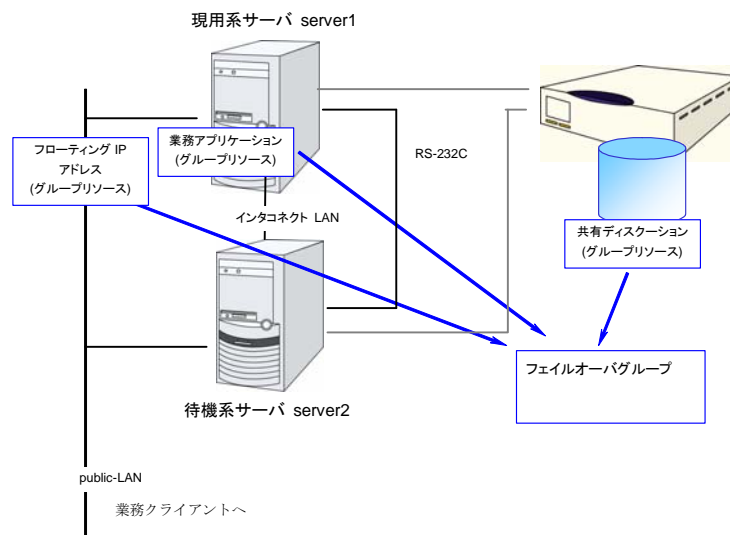 現用系サーバ server1
フローティング IP
アドレス
(グループリソース)
業務アプリケーション
(グループリソース)
RS-232C
インタコネクト LAN
共有ディスクーション
(グループリソース)
フェイルオーバグループ
待機系サーバ server2
public-LAN
業務クライアントへ